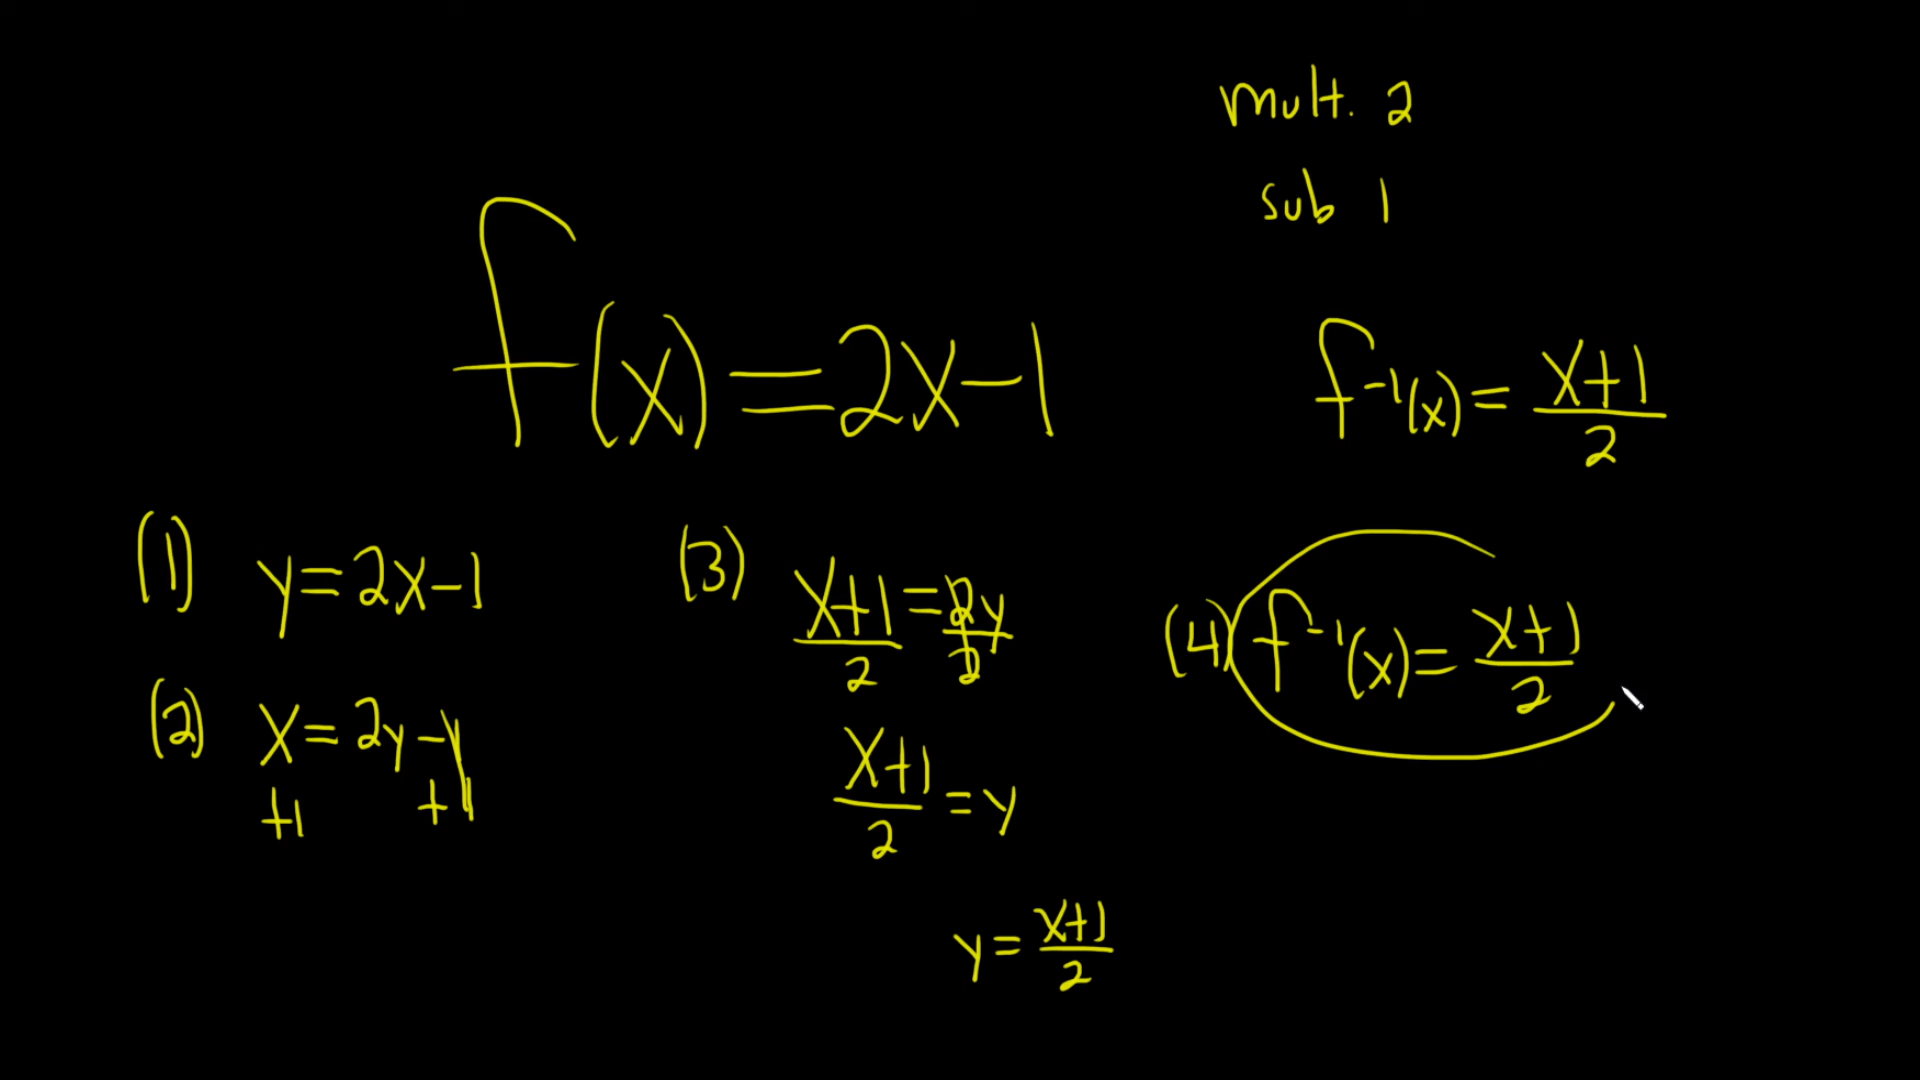 mult. 2
sub 1
f(x)=2x-1
f⁻¹(x)=(x+1)/2
(1) y=2x-1
(2) x=2y-1
+1 +1
(3) (x+1)/2=2y/2
(x+1)/2=y
y=(x+1)/2
(4) f⁻¹(x)=(x+1)/2